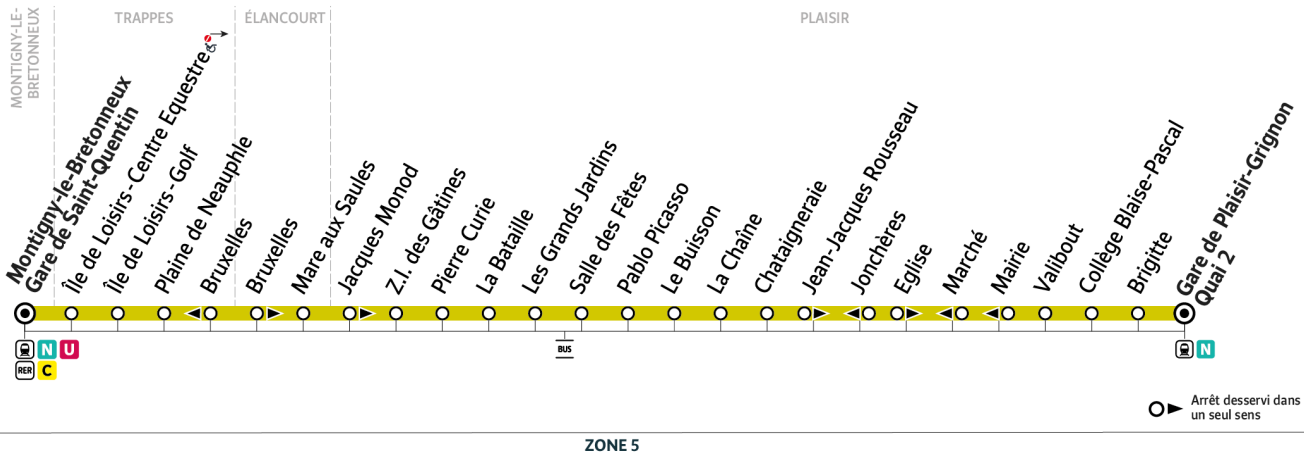 MONTIGNY-LE-
BRETONNEUX
TRAPPES
ÉLANCOURT
PLAISIR
Montigny-le-Bretonneux
Gare de Saint-Quentin
Île de Loisirs-Centre Equestre
Île de Loisirs-Golf
Plaine de Neauphle
Bruxelles
Bruxelles
Mare aux Saules
Jacques Monod
Z.I. des Gâtines
Pierre Curie
La Bataille
Les Grands Jardins
Salle des Fêtes
Pablo Picasso
Le Buisson
La Chaîne
Chataigneraie
Jean-Jacques Rousseau
Jonchères
Eglise
Marché
Mairie
Valibout
Collège Blaise-Pascal
Brigitte
Gare de Plaisir-Grignon
Quai 2
N U
RER C
BUS
N
Arrêt desservi dans
un seul sens
ZONE 5